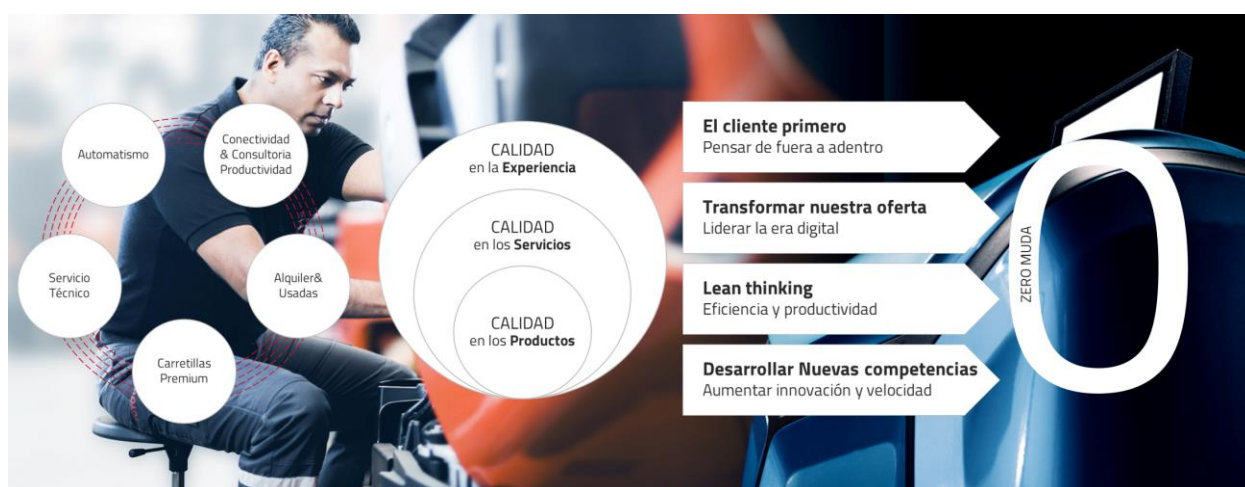 Automatismo
Conectividad
& Consultoria
Productividad
Servicio
Técnico
Alquiler&
Usadas
Carretillas
Premium
CALIDAD
en la Experiencia
CALIDAD
en los Servicios
CALIDAD
en los Productos
El cliente primero
Pensar de fuera a adentro
Transformar nuestra oferta
Liderar la era digital
Lean thinking
Eficiencia y productividad
Desarrollar Nuevas competencias
Aumentar innovación y velocidad
ZERO MUDA
0